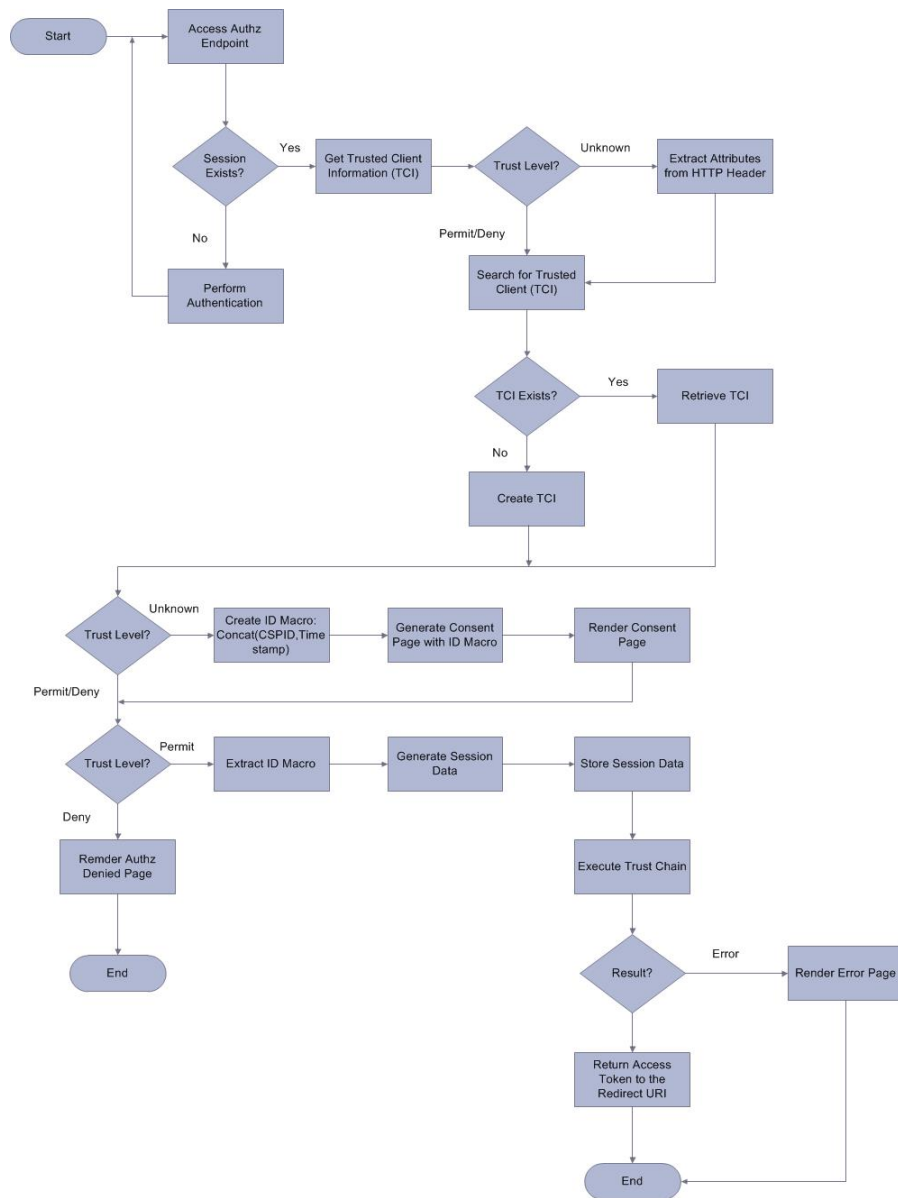 Start
Access Authz
Endpoint
Session
Exists?
Yes
Get Trusted Client
Information (TCI)
Trust Level?
Unknown
Extract Attributes
from HTTP Header
No
Permit/Deny
Perform
Authentication
Search for Trusted
Client (TCI)
TCI Exists?
Yes
Retrieve TCI
No
Create TCI
Trust Level?
Unknown
Create ID Macro:
Concat(CSPID,Time
stamp)
Generate Consent
Page with ID Macro
Render Consent
Page
Permit/Deny
Trust Level?
Permit
Extract ID Macro
Generate Session
Data
Store Session Data
Deny
Remder Authz
Denied Page
Execute Trust Chain
End
Result?
Error
Render Error Page
Return Access
Token to the
Redirect URI
End